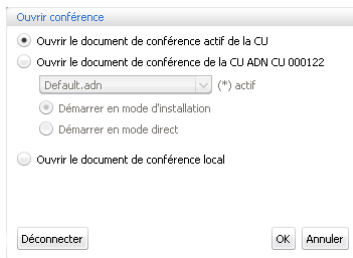 Ouvrir conférence
Ouvrir le document de conférence actif de la CU
Ouvrir le document de conférence de la CU ADN CU 000122
Default.adn (*) actif
Démarrer en mode d'installation
Démarrer en mode direct
Ouvrir le document de conférence local
Déconnecter OK Annuler